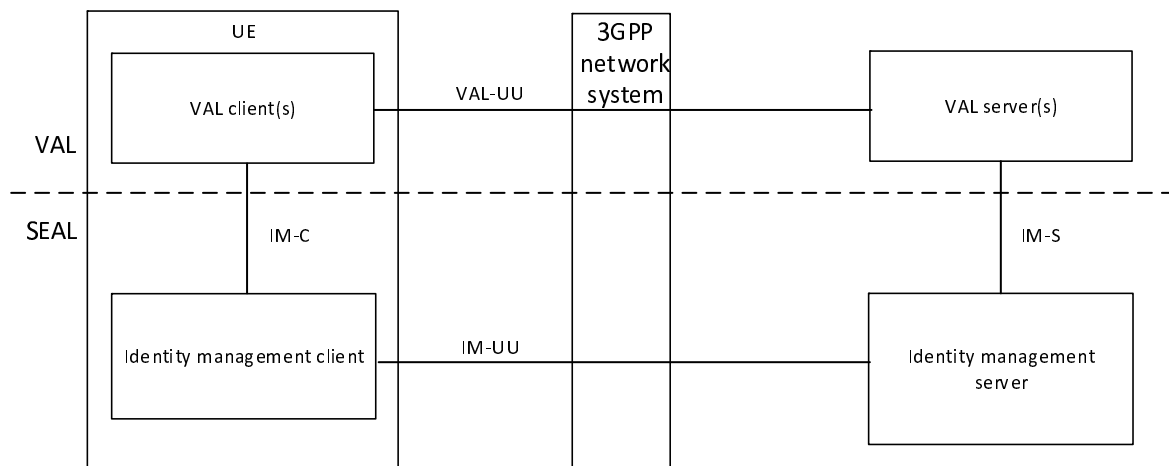 UE
3GPP
network
system
VAL client(s)
VAL-UU
VAL server(s)
VAL
SEAL
IM-C
IM-S
Identity management client
IM-UU
Identity management
server